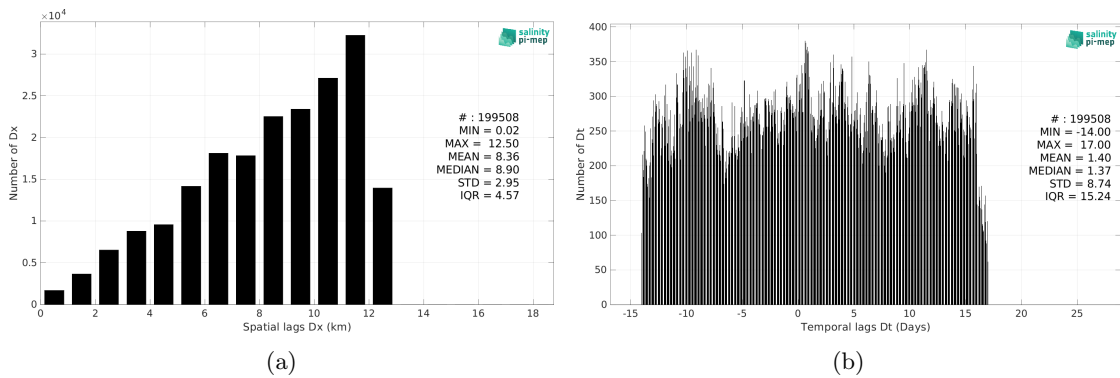 ×10^4
3
2.5
2
1.5
1
0.5
0
Number of Dx
0 2 4 6 8 10 12 14 16 18
Spatial lags Dx (km)
salinity
pi-mep
# : 199508
MIN = 0.02
MAX = 12.50
MEAN = 8.36
MEDIAN = 8.90
STD = 2.95
IQR = 4.57
(a)
400
350
300
250
200
150
100
50
0
Number of Dt
-15 -10 -5 0 5 10 15 20 25
Temporal lags Dt (Days)
salinity
pi-mep
# : 199508
MIN = -14.00
MAX = 17.00
MEAN = 1.40
MEDIAN = 1.37
STD = 8.74
IQR = 15.24
(b)